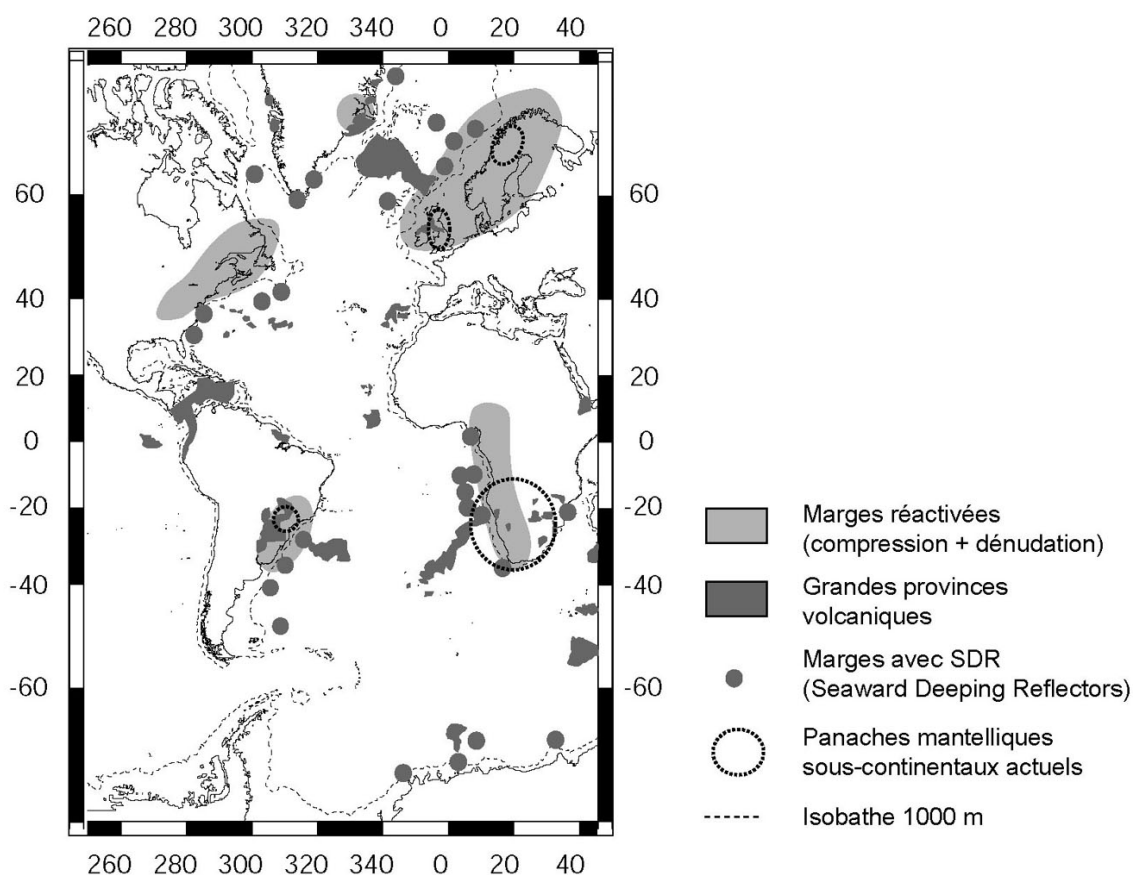 260 280 300 320 340 0 20 40
60 60
40 40
20 20
0 0
-20 -20
-40 -40
-60 -60
260 280 300 320 340 0 20 40
Marges réactivées
(compression + dénudation)
Grandes provinces
volcaniques
Marges avec SDR
(Seaward Deeping Reflectors)
Panaches mantelliques
sous-continentaux actuels
Isobathe 1000 m